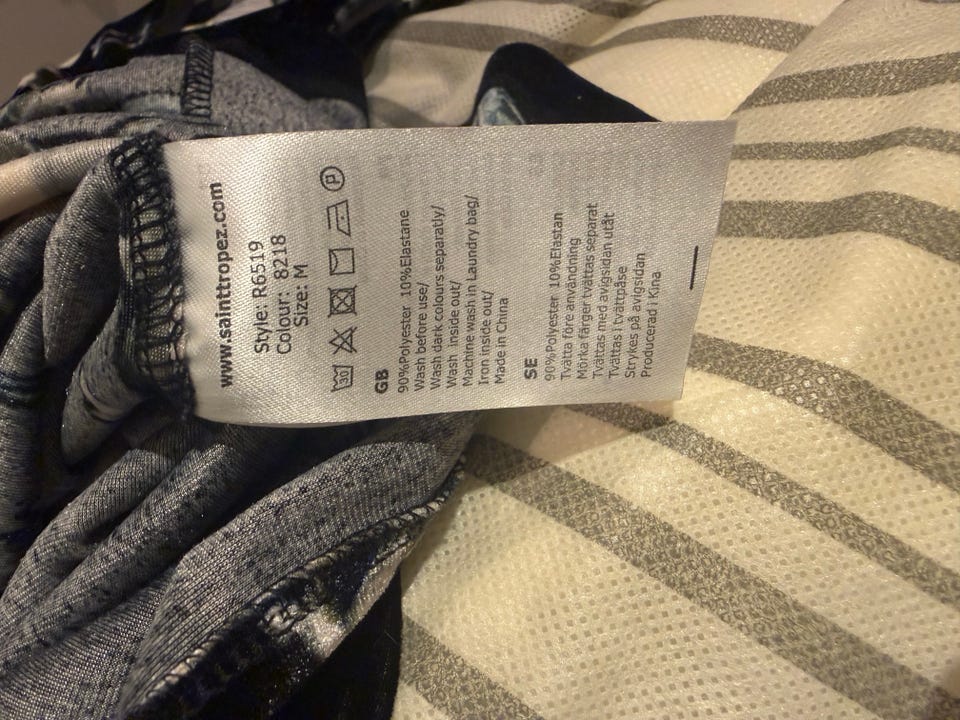 www.sainttropez.com
Style: R6519
Colour: 8218
Size: M
30 P
GB
90%Polyester 10%Elastane
Wash before use/
Wash dark colours separatly/
Wash inside out/
Machine wash in Laundry bag/
Iron inside out/
Made in China
SE
90%Polyester 10%Elastan
Tvätta före användning
Mörka färger tvättas separat
Tvättas med avigsidan utåt
Tvättas i tvättpåse
Strykes på avigsidan
Producerad i Kina